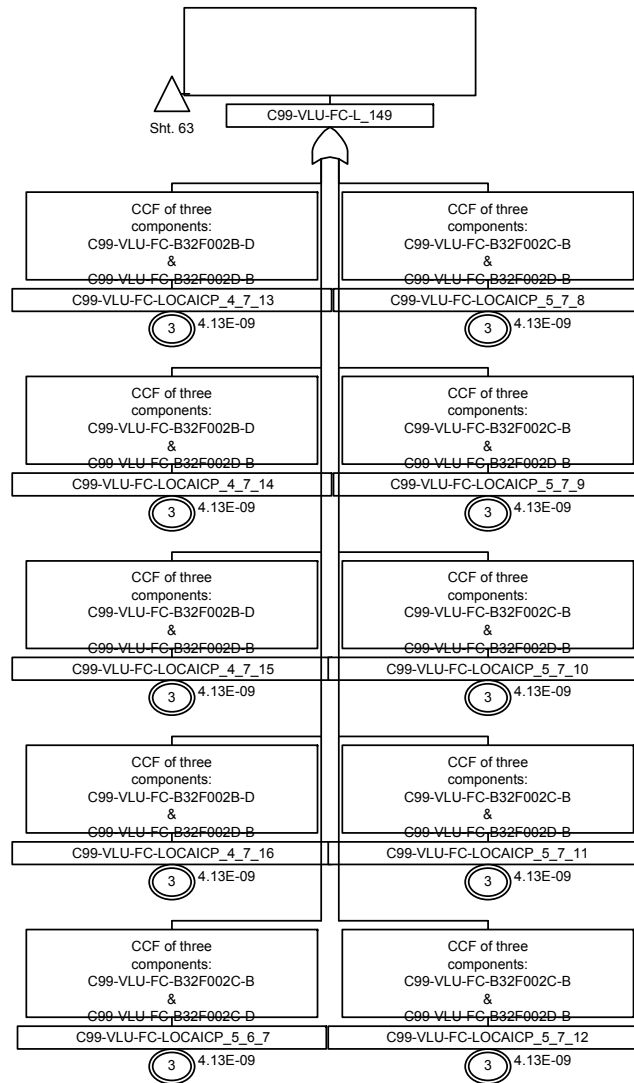 C99-VLU-FC-L_149
Sht. 63
CCF of three
components:
C99-VLU-FC-B32F002B-D
&
C99-VLU-FC-B32F002D-B
C99-VLU-FC-LOCAICP_4_7_13
3
4.13E-09
CCF of three
components:
C99-VLU-FC-B32F002C-B
&
C99-VLU-FC-B32F002D-B
C99-VLU-FC-LOCAICP_5_7_8
3
4.13E-09
CCF of three
components:
C99-VLU-FC-B32F002B-D
&
C99-VLU-FC-B32F002D-B
C99-VLU-FC-LOCAICP_4_7_14
3
4.13E-09
CCF of three
components:
C99-VLU-FC-B32F002C-B
&
C99-VLU-FC-B32F002D-B
C99-VLU-FC-LOCAICP_5_7_9
3
4.13E-09
CCF of three
components:
C99-VLU-FC-B32F002B-D
&
C99-VLU-FC-B32F002D-B
C99-VLU-FC-LOCAICP_4_7_15
3
4.13E-09
CCF of three
components:
C99-VLU-FC-B32F002C-B
&
C99-VLU-FC-B32F002D-B
C99-VLU-FC-LOCAICP_5_7_10
3
4.13E-09
CCF of three
components:
C99-VLU-FC-B32F002B-D
&
C99-VLU-FC-B32F002D-B
C99-VLU-FC-LOCAICP_4_7_16
3
4.13E-09
CCF of three
components:
C99-VLU-FC-B32F002C-B
&
C99-VLU-FC-B32F002D-B
C99-VLU-FC-LOCAICP_5_7_11
3
4.13E-09
CCF of three
components:
C99-VLU-FC-B32F002C-B
&
C99-VLU-FC-B32F002C-D
C99-VLU-FC-LOCAICP_5_6_7
3
4.13E-09
CCF of three
components:
C99-VLU-FC-B32F002C-B
&
C99-VLU-FC-B32F002D-B
C99-VLU-FC-LOCAICP_5_7_12
3
4.13E-09